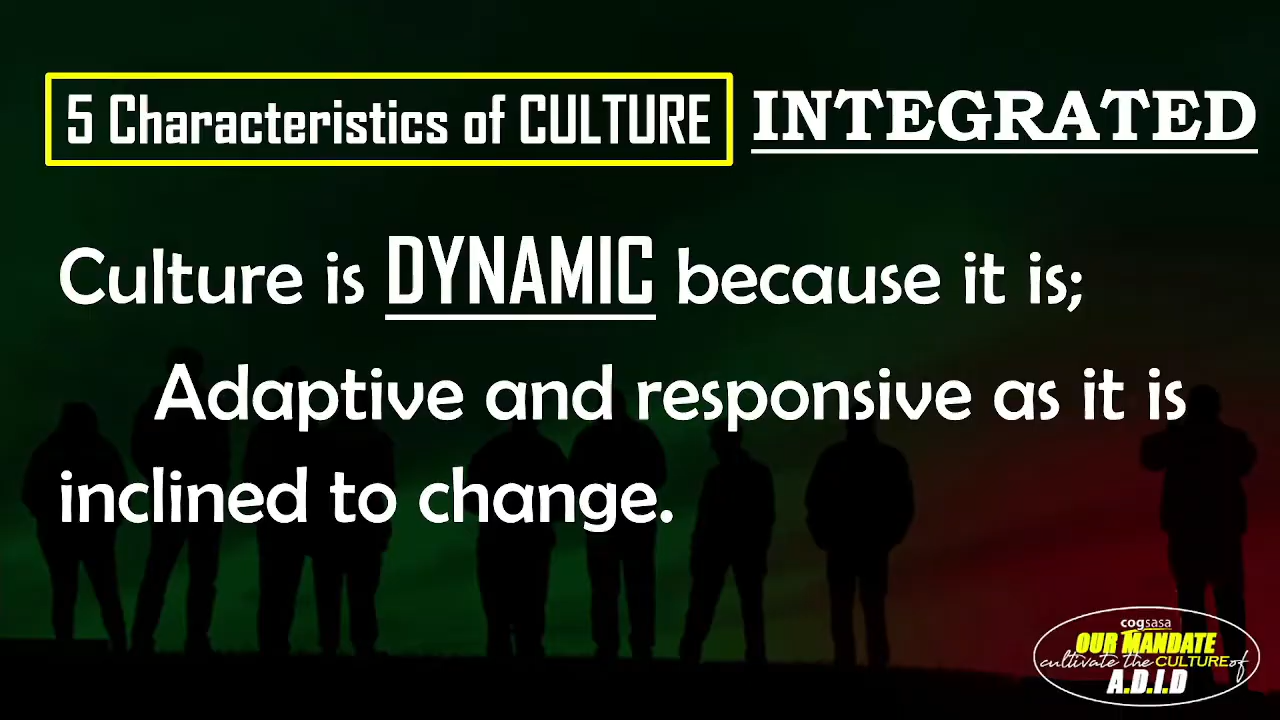 5 Characteristics of CULTURE INTEGRATED
Culture is DYNAMIC because it is;
Adaptive and responsive as it is
inclined to change.
cogsasa
OUR MANDATE
cultivate the CULTURE of
A.D.I.D